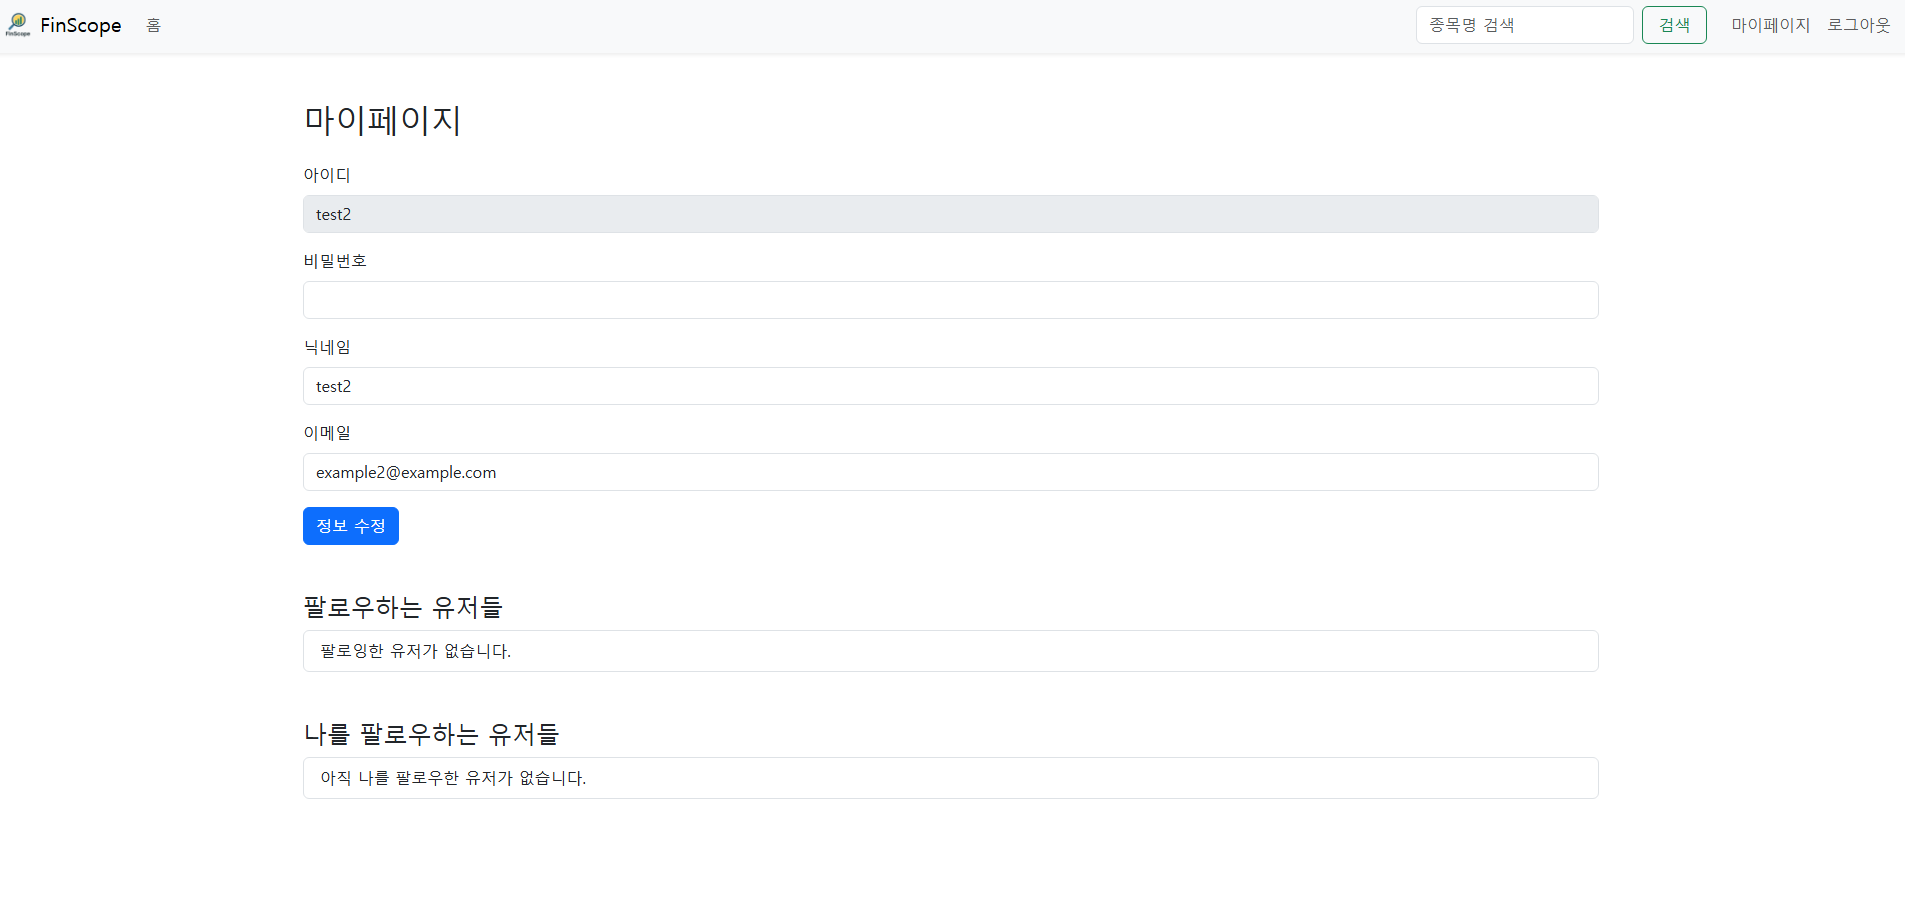 FinScope
FinScope 홈 종목명 검색 검색 마이페이지 로그아웃
마이페이지
아이디
test2
비밀번호
닉네임
test2
이메일
example2@example.com
정보 수정
팔로우하는 유저들
팔로잉한 유저가 없습니다.
나를 팔로우하는 유저들
아직 나를 팔로우한 유저가 없습니다.